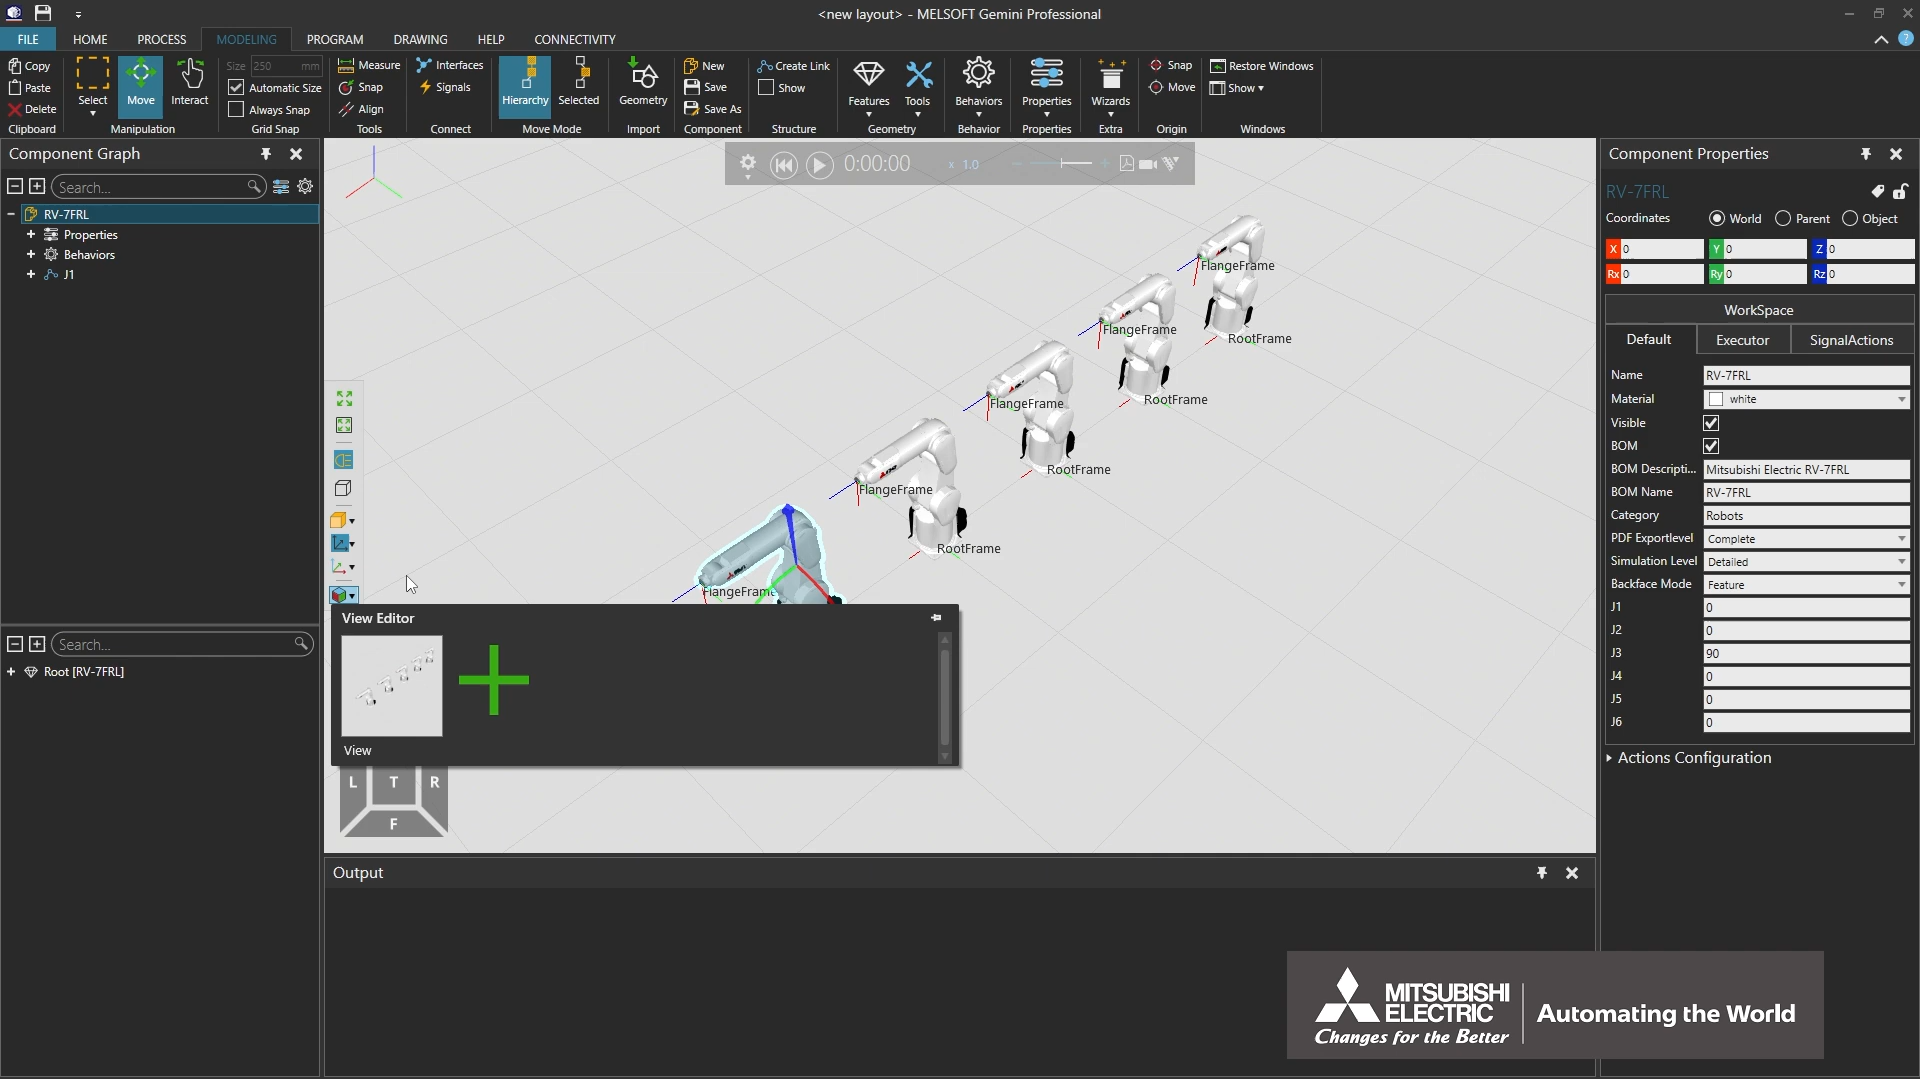 <new layout> - MELSOFT Gemini Professional
FILE HOME PROCESS MODELING PROGRAM DRAWING HELP CONNECTIVITY
Copy
Paste
Delete
Clipboard
Select
Move
Interact
Manipulation
Size 250 mm
Automatic Size
Always Snap
Grid Snap
Measure
Snap
Align
Tools
Interfaces
Signals
Connect
Hierarchy
Selected
Move Mode
Geometry
Import
New
Save
Save As
Component
Create Link
Show
Structure
Features
Tools
Geometry
Behaviors
Behavior
Properties
Properties
Wizards
Extra
Snap
Move
Origin
Restore Windows
Show
Windows
Component Graph
Search...
RV-7FRL
Properties
Behaviors
J1
Search...
Root [RV-7FRL]
0:00:00 x 1.0
FlangeFrame
RootFrame
FlangeFrame
RootFrame
FlangeFrame
RootFrame
FlangeFrame
RootFrame
FlangeFrame
View Editor
View
L T R
F
Output
Component Properties
RV-7FRL
Coordinates World Parent Object
X 0 Y 0 Z 0
Rx 0 Ry 0 Rz 0
WorkSpace
Default Executor SignalActions
Name RV-7FRL
Material white
Visible
BOM
BOM Descripti... Mitsubishi Electric RV-7FRL
BOM Name RV-7FRL
Category Robots
PDF Exportlevel Complete
Simulation Level Detailed
Backface Mode Feature
J1 0
J2 0
J3 90
J4 0
J5 0
J6 0
Actions Configuration
MITSUBISHI
ELECTRIC
Changes for the Better
Automating the World